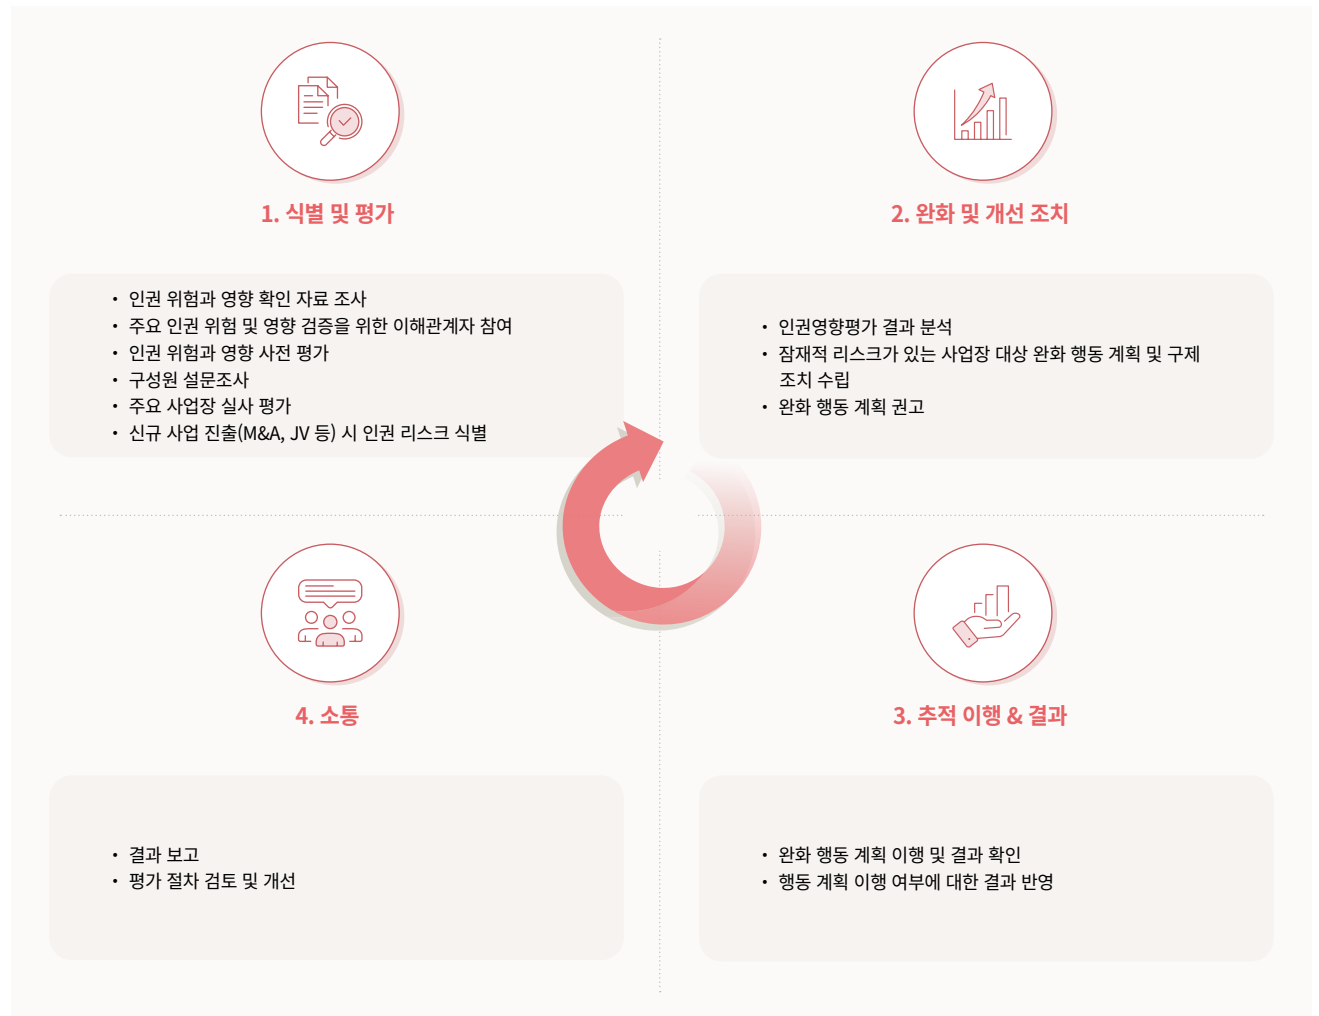 1. 식별 및 평가
• 인권 위험과 영향 확인 자료 조사
• 주요 인권 위험 및 영향 검증을 위한 이해관계자 참여
• 인권 위험과 영향 사전 평가
• 구성원 설문조사
• 주요 사업장 실사 평가
• 신규 사업 진출(M&A, JV 등) 시 인권 리스크 식별
2. 완화 및 개선 조치
• 인권영향평가 결과 분석
• 잠재적 리스크가 있는 사업장 대상 완화 행동 계획 및 구제
조치 수립
• 완화 행동 계획 권고
3. 추적 이행 & 결과
• 완화 행동 계획 이행 및 결과 확인
• 행동 계획 이행 여부에 대한 결과 반영
4. 소통
• 결과 보고
• 평가 절차 검토 및 개선